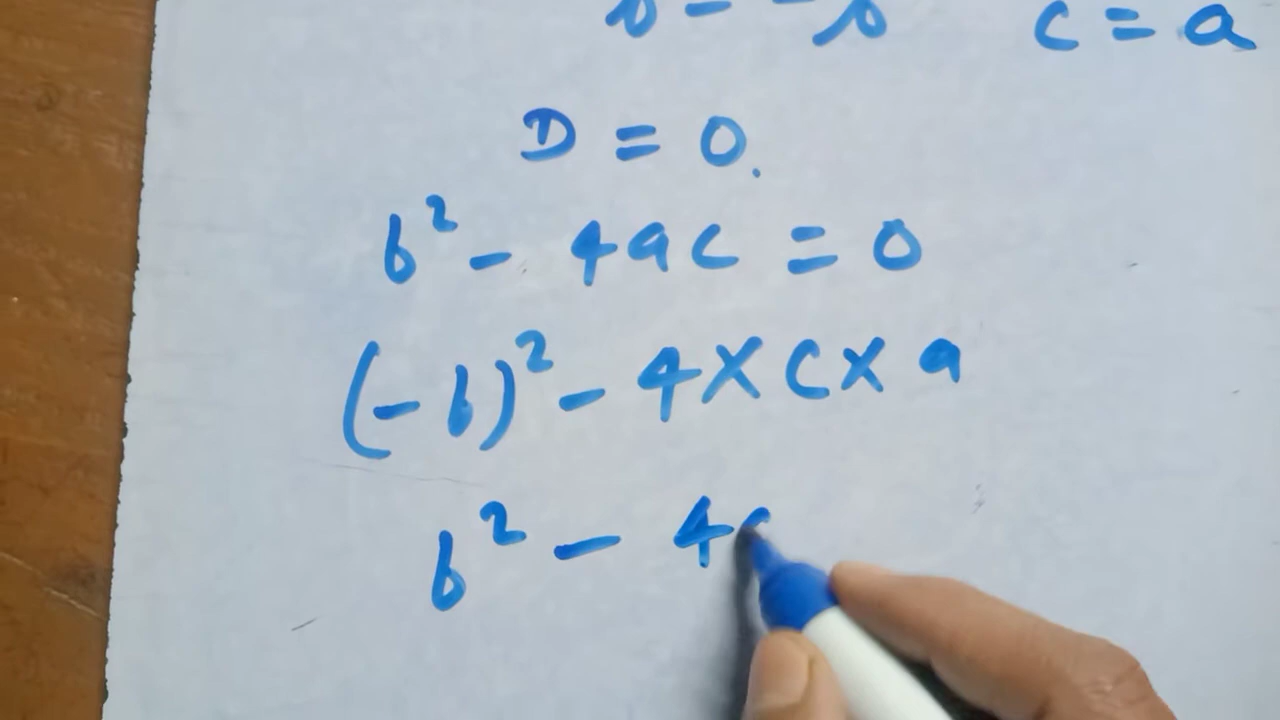 b = -b c = a
D = 0.
b² - 4ac = 0
(-b)² - 4 × c × a
b² - 4